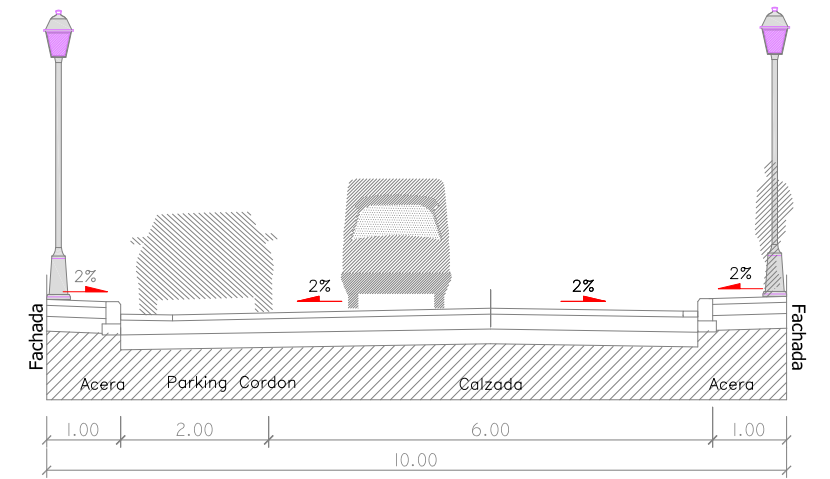 2%
2%
2%
2%
Fachada
Fachada
Acera
Parking Cordon
Calzada
Acera
1.00
2.00
6.00
1.00
10.00